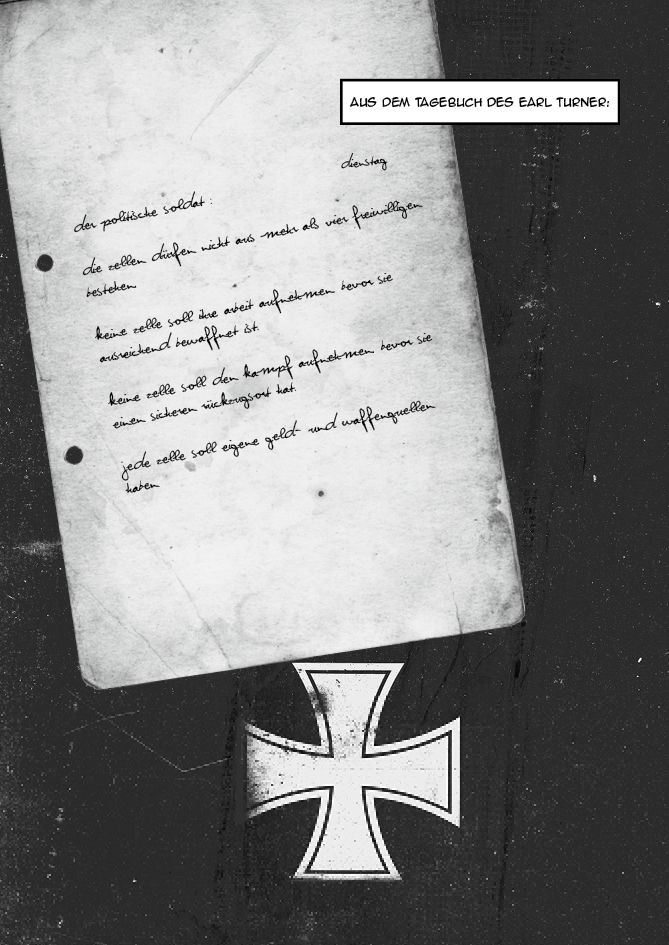 AUS DEM TAGEBUCH DES EARL TURNER:
dienstag
der politische soldat:
die zellen dürfen nicht aus mehr als vier freiwilligen
bestehen
keine zelle soll ihre arbeit aufnehmen bevor sie
ausreichend bewaffnet ist.
keine zelle soll den kampf aufnehmen bevor sie
einen sicheren rückzugsort hat.
jede zelle soll eigene geld- und waffenquellen
haben